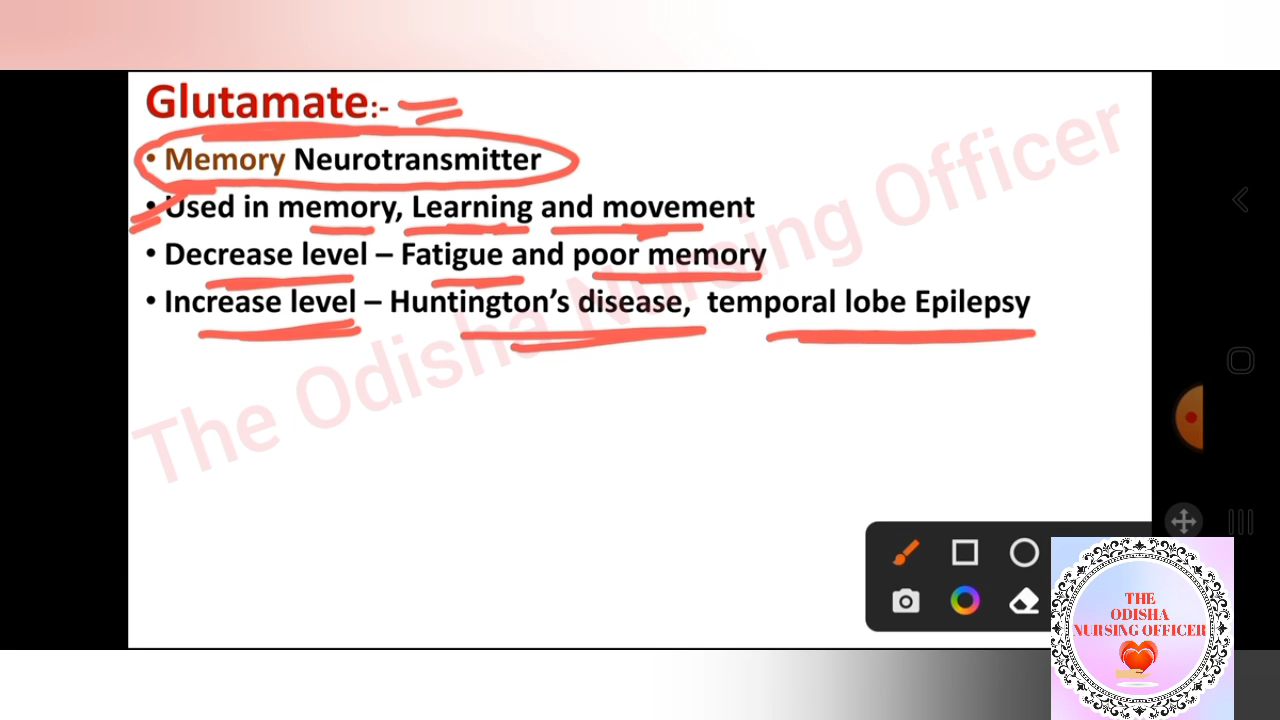 Glutamate:-
• Memory Neurotransmitter
• Used in memory, Learning and movement
• Decrease level – Fatigue and poor memory
• Increase level – Huntington's disease, temporal lobe Epilepsy
The Odisha Nursing Officer
THE
ODISHA
NURSING OFFICER